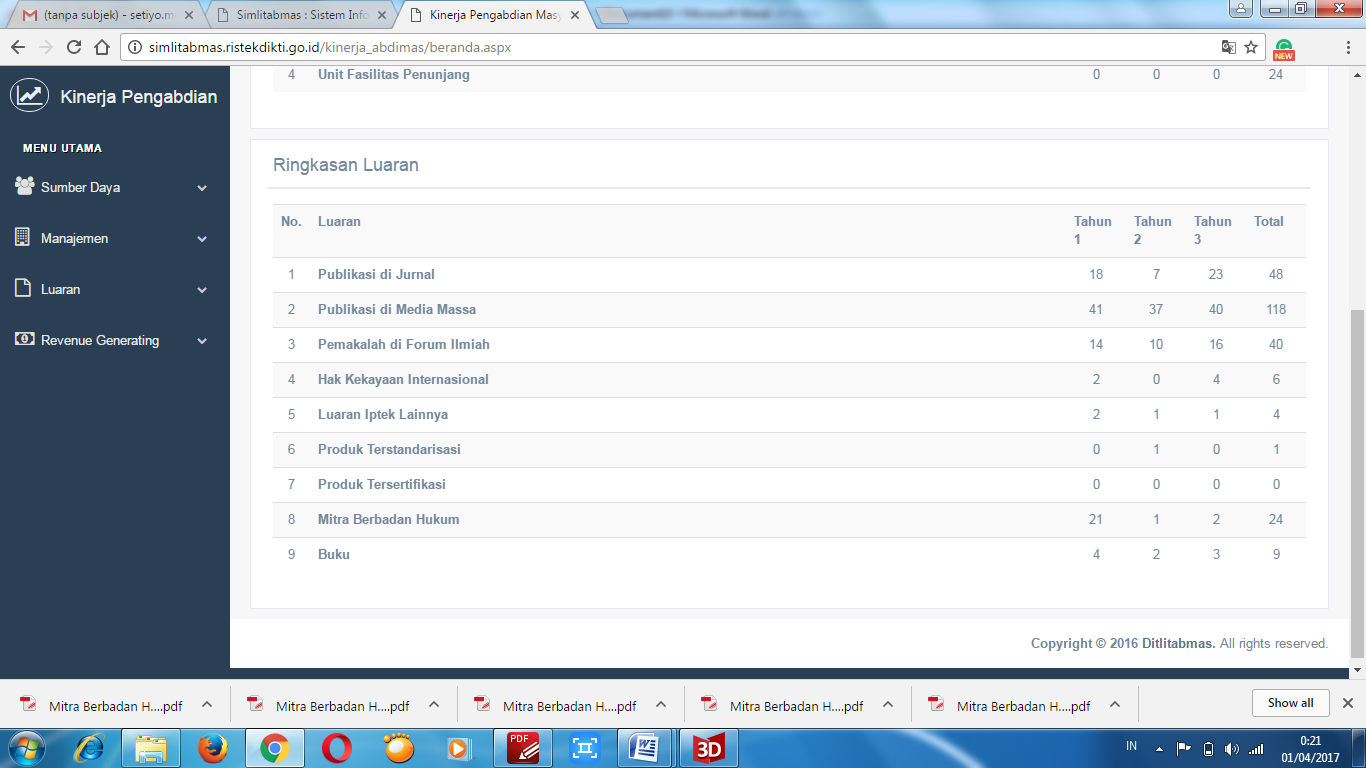 (tanpa subjek) - setiyo.m
Simlitabmas : Sistem Info
Kinerja Pengabdian Masy
simlitabmas.ristekdikti.go.id/kinerja_abdimas/beranda.aspx
NEW
Kinerja Pengabdian
MENU UTAMA
Sumber Daya
Manajemen
Luaran
Revenue Generating
4 Unit Fasilitas Penunjang 0 0 0 24
Ringkasan Luaran
No. Luaran Tahun 1 Tahun 2 Tahun 3 Total
1 Publikasi di Jurnal 18 7 23 48
2 Publikasi di Media Massa 41 37 40 118
3 Pemakalah di Forum Ilmiah 14 10 16 40
4 Hak Kekayaan Internasional 2 0 4 6
5 Luaran Iptek Lainnya 2 1 1 4
6 Produk Terstandarisasi 0 1 0 1
7 Produk Tersertifikasi 0 0 0 0
8 Mitra Berbadan Hukum 21 1 2 24
9 Buku 4 2 3 9
Copyright © 2016 Ditlitabmas. All rights reserved.
Mitra Berbadan H....pdf
Mitra Berbadan H....pdf
Mitra Berbadan H....pdf
Mitra Berbadan H....pdf
Mitra Berbadan H....pdf
Show all
PDF
3D
IN
0:21
01/04/2017